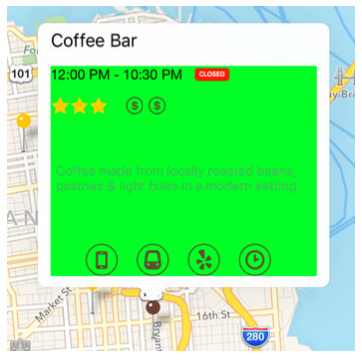 Coffee Bar
101
12:00 PM - 10:30 PM CLOSED
$ $
Coffee made from locally roasted beans,
pastries & light bites in a modern setting.
Market St
16th St
Bryant
280